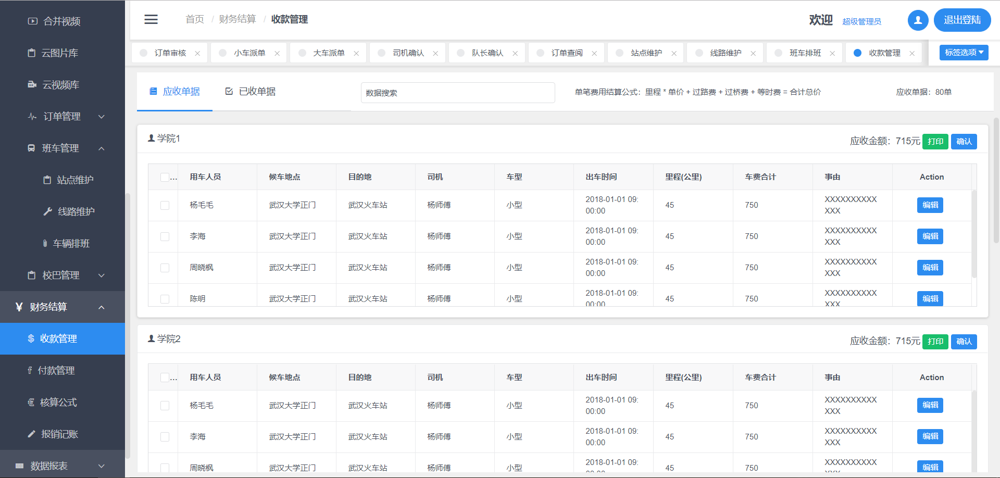 合并视频
云图片库
云视频库
订单管理
班车管理
站点维护
线路维护
车辆排班
校巴管理
¥ 财务结算
$ 收款管理
f 付款管理
€ 核算公式
报销记账
数据报表
首页 / 财务结算 / 收款管理
欢迎 超级管理员
退出登陆
订单审核 × 小车派单 × 大车派单 × 司机确认 × 队长确认 × 订单查阅 × 站点维护 × 线路维护 × 班车排班 × 收款管理 ×
标签选项
应收单据 已收单据 数据搜索 单笔费用结算公式：里程 * 单价 + 过路费 + 过桥费 + 等时费 = 合计总价 应收单据：80单
学院1 应收金额：715元 打印 确认
... 用车人员 候车地点 目的地 司机 车型 出车时间 里程(公里) 车费合计 事由 Action
杨毛毛 武汉大学正门 武汉火车站 杨师傅 小型 2018-01-01 09: 45 750 XXXXXXXXXX 编辑
00:00 XXX
李海 武汉大学正门 武汉火车站 杨师傅 小型 2018-01-01 09: 45 750 XXXXXXXXXX 编辑
00:00 XXX
周晓枫 武汉大学正门 武汉火车站 杨师傅 小型 2018-01-01 09: 45 750 XXXXXXXXXX 编辑
00:00 XXX
陈明 武汉大学正门 武汉火车站 杨师傅 小型 2018-01-01 09: 45 750 XXXXXXXXXX 编辑
00:00 XXX
学院2 应收金额：715元 打印 确认
... 用车人员 候车地点 目的地 司机 车型 出车时间 里程(公里) 车费合计 事由 Action
杨毛毛 武汉大学正门 武汉火车站 杨师傅 小型 2018-01-01 09: 45 750 XXXXXXXXXX 编辑
00:00 XXX
李海 武汉大学正门 武汉火车站 杨师傅 小型 2018-01-01 09: 45 750 XXXXXXXXXX 编辑
00:00 XXX
周晓枫 武汉大学正门 武汉火车站 杨师傅 小型 2018-01-01 09: 45 750 XXXXXXXXXX 编辑